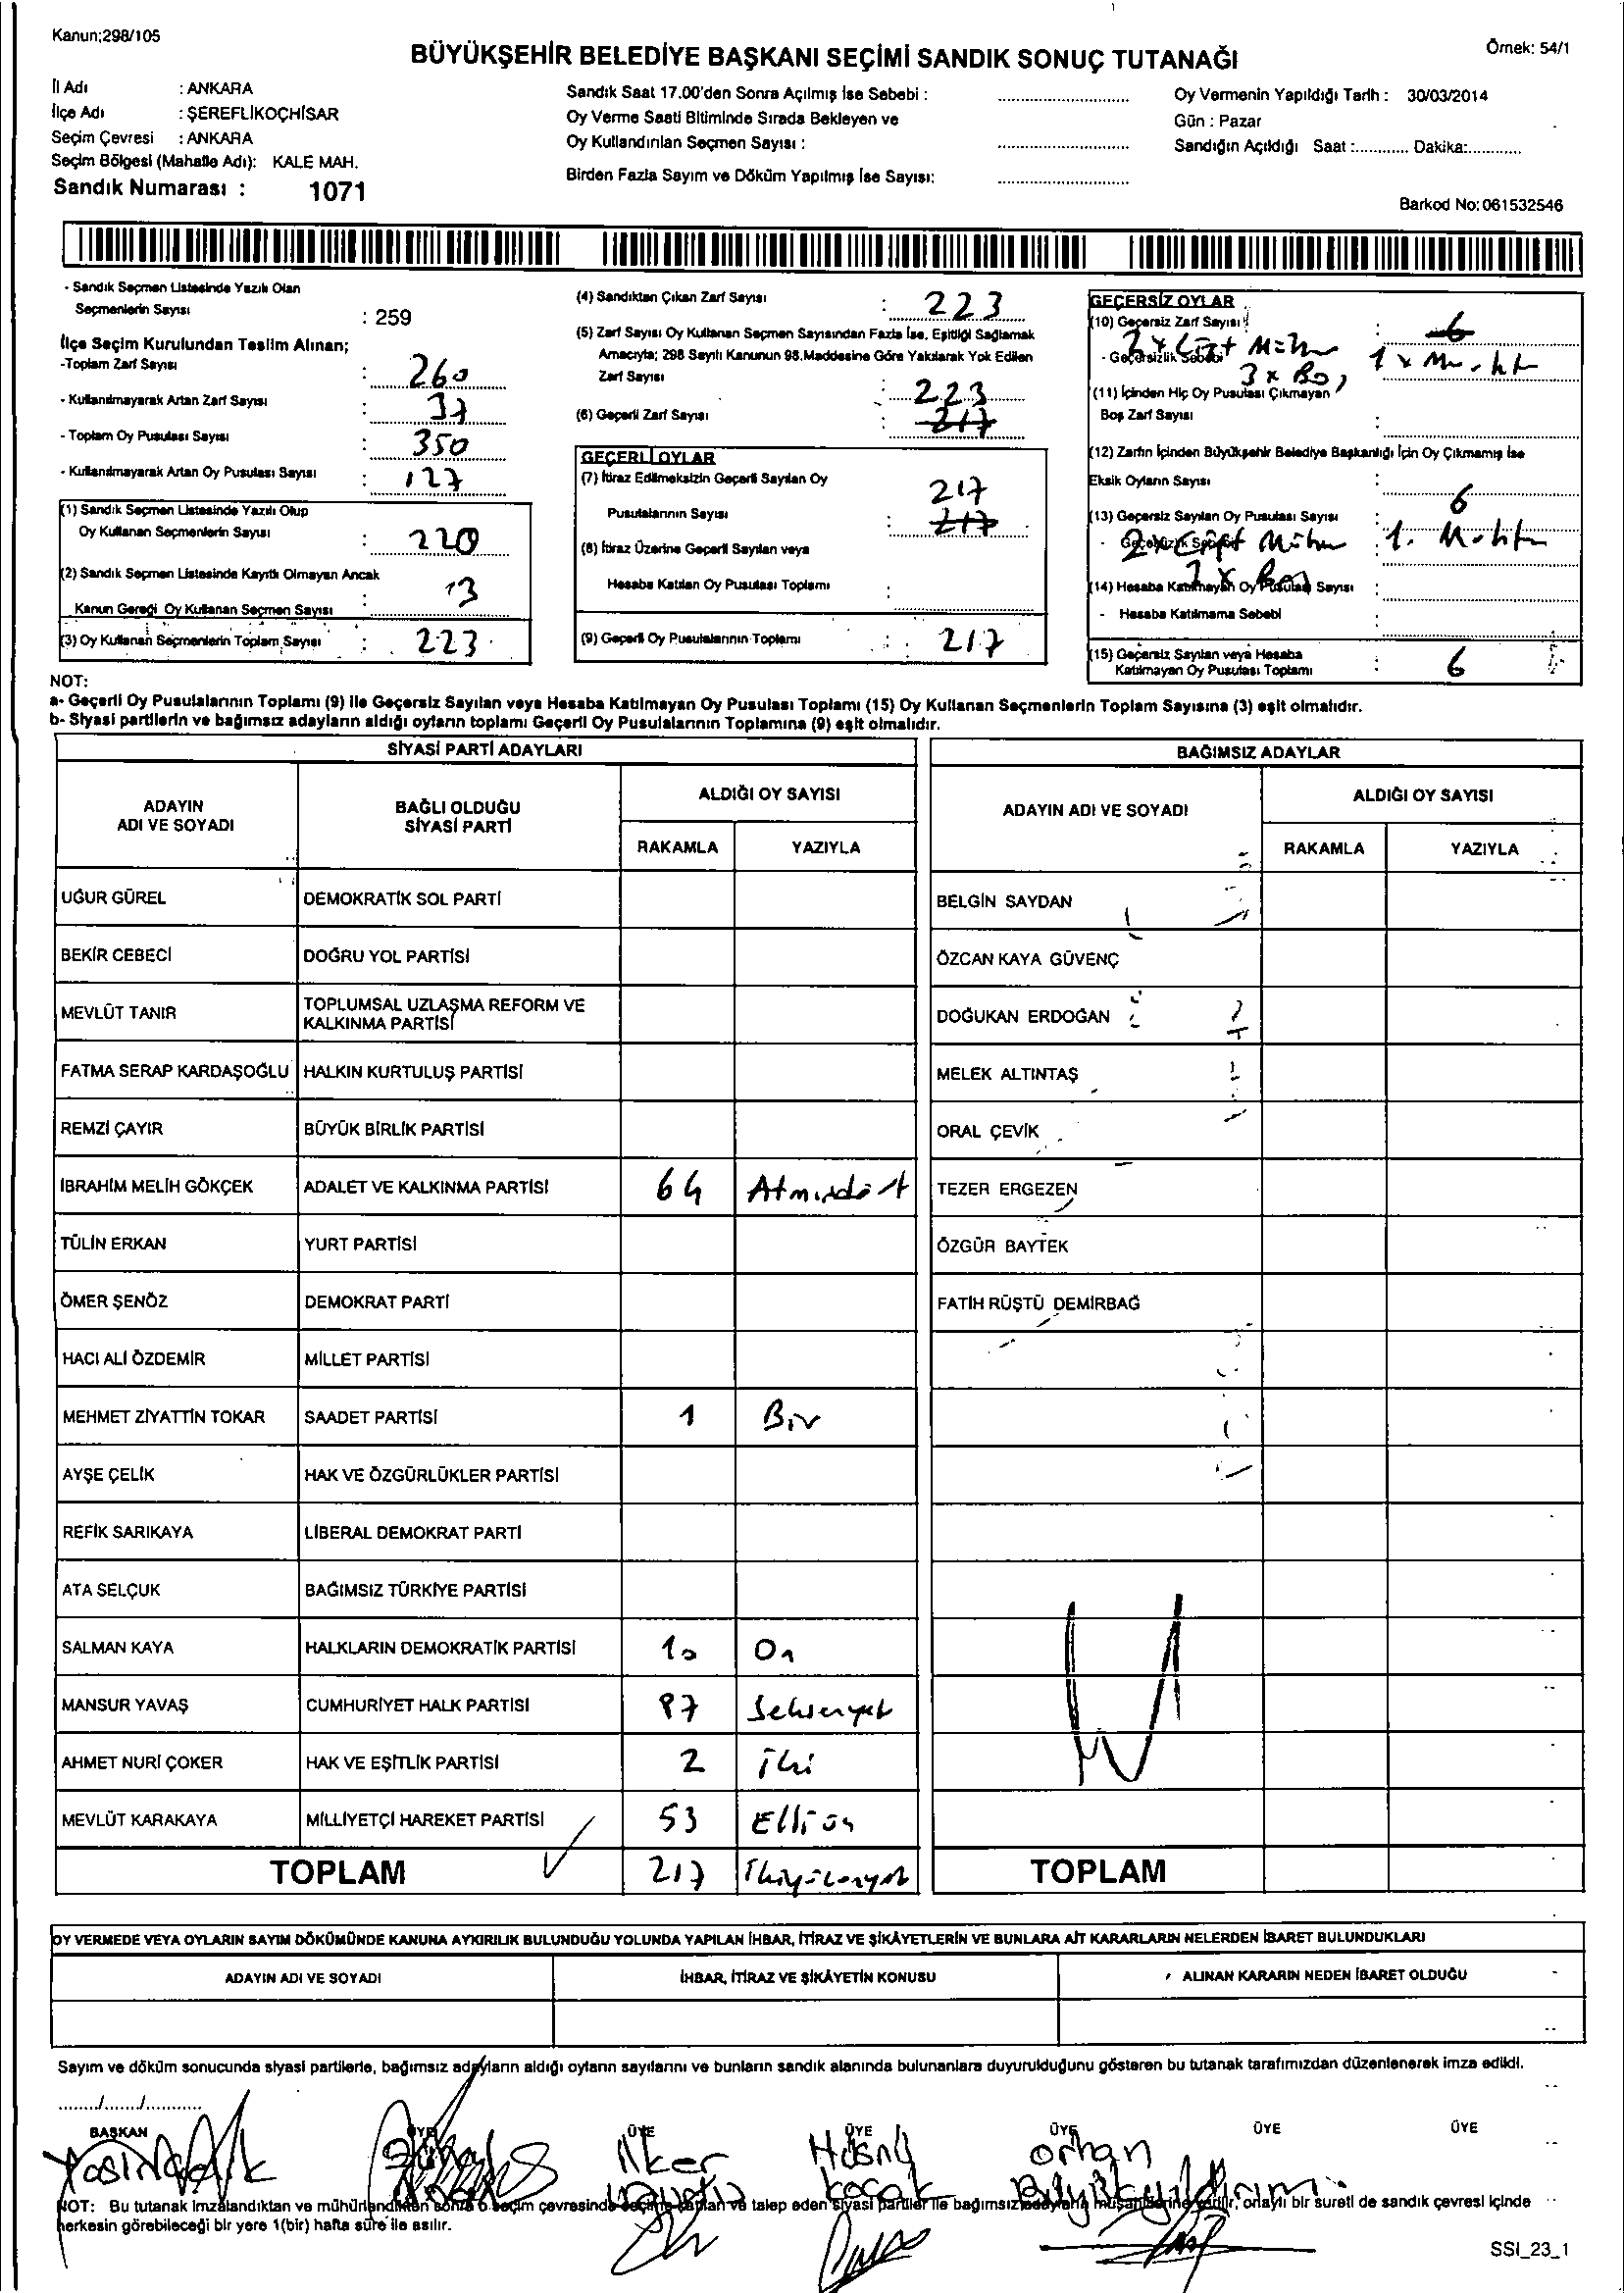 Kanun;298/105
BÜYÜKŞEHİR BELEDİYE BAŞKANI SEÇİMİ SANDIK SONUÇ TUTANAĞI
Örnek: 54/1
İl Adı : ANKARA
İlçe Adı : ŞEREFLİKOÇHİSAR
Seçim Çevresi : ANKARA
Seçim Bölgesi (Mahalle Adı): KALE MAH.
Sandık Numarası : 1071
Sandık Saat 17.00'den Sonra Açılmış İse Sebebi :
Oy Verme Saati Bitiminde Sırada Bekleyen ve
Oy Kullandırılan Seçmen Sayısı :
Birden Fazla Sayım ve Döküm Yapılmış İse Sayısı:
Oy Vermenin Yapıldığı Tarih : 30/03/2014
Gün : Pazar
Sandığın Açıldığı Saat :............ Dakika:............
Barkod No:061532546
- Sandık Seçmen Listesinde Yazılı Olan
Seçmenlerin Sayısı : 259
İlçe Seçim Kurulundan Teslim Alınan;
-Toplam Zarf Sayısı : 260
- Kullanılmayarak Artan Zarf Sayısı : 37
- Toplam Oy Pusulası Sayısı : 350
- Kullanılmayarak Artan Oy Pusulası Sayısı : 127
(1) Sandık Seçmen Listesinde Yazılı Olup
Oy Kullanan Seçmenlerin Sayısı : 220
(2) Sandık Seçmen Listesinde Kayıtlı Olmayan Ancak
Kanun Gereği Oy Kullanan Seçmen Sayısı : 3
(3) Oy Kullanan Seçmenlerin Toplam Sayısı : 223
(4) Sandıktan Çıkan Zarf Sayısı : 223
(5) Zarf Sayısı Oy Kullanan Seçmen Sayısından Fazla İse, Eşitliği Sağlamak
Amacıyla; 298 Sayılı Kanunun 98.Maddesine Göre Yakılarak Yok Edilen
Zarf Sayısı :
223
(6) Geçerli Zarf Sayısı : 217
GEÇERLİ OYLAR
(7) İtiraz Edilmeksizin Geçerli Sayılan Oy
217
Pusulalarının Sayısı : 217
(8) İtiraz Üzerine Geçerli Sayılan veya
Hesaba Katılan Oy Pusulası Toplamı :
(9) Geçerli Oy Pusulalarının Toplamı : 217
GEÇERSİZ OYLAR
(10) Geçersiz Zarf Sayısı : 6
- Geçersizlik Sebebi
2 x Çift Mühür
3 x Boş
(11) İçinden Hiç Oy Pusulası Çıkmayan
Boş Zarf Sayısı :
(12) Zarfın İçinden Büyükşehir Belediye Başkanlığı İçin Oy Çıkmamış İse
Eksik Oyların Sayısı :
(13) Geçersiz Sayılan Oy Pusulası Sayısı : 6
- Geçersizlik Sebebi
2 x Çift Mühür
(14) Hesaba Katılmayan Oy Pusulası Sayısı :
- Hesaba Katılmama Sebebi
(15) Geçersiz Sayılan veya Hesaba
Katılmayan Oy Pusulası Toplamı : 6
NOT:
a- Geçerli Oy Pusulalarının Toplamı (9) ile Geçersiz Sayılan veya Hesaba Katılmayan Oy Pusulası Toplamı (15) Oy Kullanan Seçmenlerin Toplam Sayısına (3) eşit olmalıdır.
b- Siyasi partilerin ve bağımsız adayların aldığı oyların toplamı Geçerli Oy Pusulalarının Toplamına (9) eşit olmalıdır.
SİYASİ PARTİ ADAYLARI
ADAYIN ADI VE SOYADI
BAĞLI OLDUĞU SİYASİ PARTİ
ALDIĞI OY SAYISI
RAKAMLA YAZIYLA
UĞUR GÜREL DEMOKRATİK SOL PARTİ
BEKİR CEBECİ DOĞRU YOL PARTİSİ
MEVLÜT TANIR TOPLUMSAL UZLAŞMA REFORM VE
KALKINMA PARTİSİ
FATMA SERAP KARDAŞOĞLU HALKIN KURTULUŞ PARTİSİ
REMZİ ÇAYIR BÜYÜK BİRLİK PARTİSİ
İBRAHİM MELİH GÖKÇEK ADALET VE KALKINMA PARTİSİ 64 Atmışdört
TÜLİN ERKAN YURT PARTİSİ
ÖMER ŞENÖZ DEMOKRAT PARTİ
HACI ALİ ÖZDEMİR MİLLET PARTİSİ
MEHMET ZİYATTİN TOKAR SAADET PARTİSİ 1 Bir
AYŞE ÇELİK HAK VE ÖZGÜRLÜKLER PARTİSİ
REFİK SARIKAYA LİBERAL DEMOKRAT PARTİ
ATA SELÇUK BAĞIMSIZ TÜRKİYE PARTİSİ
SALMAN KAYA HALKLARIN DEMOKRATİK PARTİSİ 10 On
MANSUR YAVAŞ CUMHURİYET HALK PARTİSİ 87 Seksenyedi
AHMET NURİ ÇOKER HAK VE EŞİTLİK PARTİSİ 2 İki
MEVLÜT KARAKAYA MİLLİYETÇİ HAREKET PARTİSİ 53 Elliüç
TOPLAM 217 İkiyüzonyedi
BAĞIMSIZ ADAYLAR
ADAYIN ADI VE SOYADI
ALDIĞI OY SAYISI
RAKAMLA YAZIYLA
BELGİN SAYDAN
ÖZCAN KAYA GÜVENÇ
DOĞUKAN ERDOĞAN
MELEK ALTINTAŞ
ORAL ÇEVİK
TEZER ERGEZEN
ÖZGÜR BAYTEK
FATİH RÜŞTÜ DEMİRBAĞ
TOPLAM
OY VERMEDE VEYA OYLARIN SAYIM DÖKÜMÜNDE KANUNA AYKIRILIK BULUNDUĞU YOLUNDA YAPILAN İHBAR, İTİRAZ VE ŞİKÂYETLERİN VE BUNLARA AİT KARARLARIN NELERDEN İBARET BULUNDUKLARI
ADAYIN ADI VE SOYADI İHBAR, İTİRAZ VE ŞİKÂYETİN KONUSU ALINAN KARARIN NEDEN İBARET OLDUĞU
Sayım ve döküm sonucunda siyasi partilerle, bağımsız adayların aldığı oyların sayılarını ve bunların sandık alanında bulunanlara duyurulduğunu gösteren bu tutanak tarafımızdan düzenlenerek imza edildi.
......../......./...........
BAŞKAN ÜYE ÜYE ÜYE ÜYE ÜYE ÜYE
İlker Hüsnü Orhan
Koçak Büyükyıldırım
NOT: Bu tutanak imzalandıktan ve mühürlendikten sonra o seçim çevresinde seçime katılan ve talep eden siyasi partiler ile bağımsız adayların müşahitlerine verilir, onaylı bir sureti de sandık çevresi içinde
herkesin görebileceği bir yere 1(bir) hafta süre ile asılır.
SSI_23_1